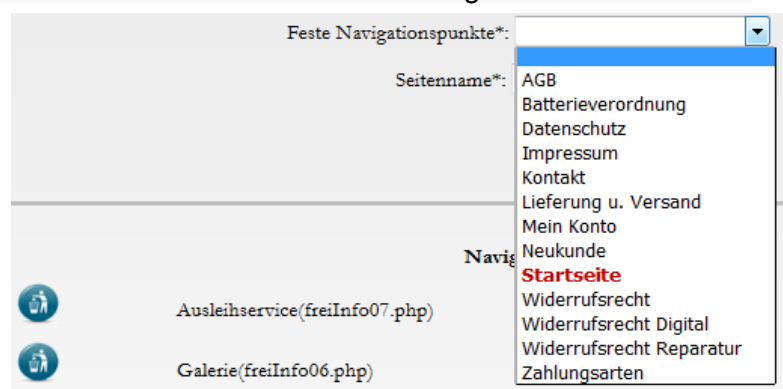 Feste Navigationspunkte*:
Seitenname*:
AGB
Batterieverordnung
Datenschutz
Impressum
Kontakt
Lieferung u. Versand
Mein Konto
Neukunde
Startseite
Widerrufsrecht
Widerrufsrecht Digital
Widerrufsrecht Reparatur
Zahlungsarten
Navig
Ausleihservice(freiInfo07.php)
Galerie(freiInfo06.php)